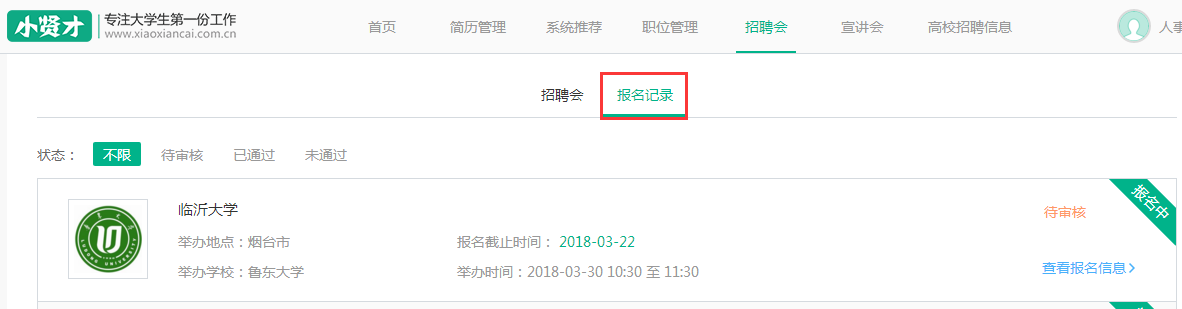 小贤才 专注大学生第一份工作
www.xiaoxiancai.com.cn
首页 简历管理 系统推荐 职位管理 招聘会 宣讲会 高校招聘信息 人事
招聘会 报名记录
状态： 不限 待审核 已通过 未通过
临沂大学
待审核
报名中
举办地点：烟台市 报名截止时间： 2018-03-22
举办学校：鲁东大学 举办时间：2018-03-30 10:30 至 11:30
查看报名信息>
LUDONG UNIVERSITY